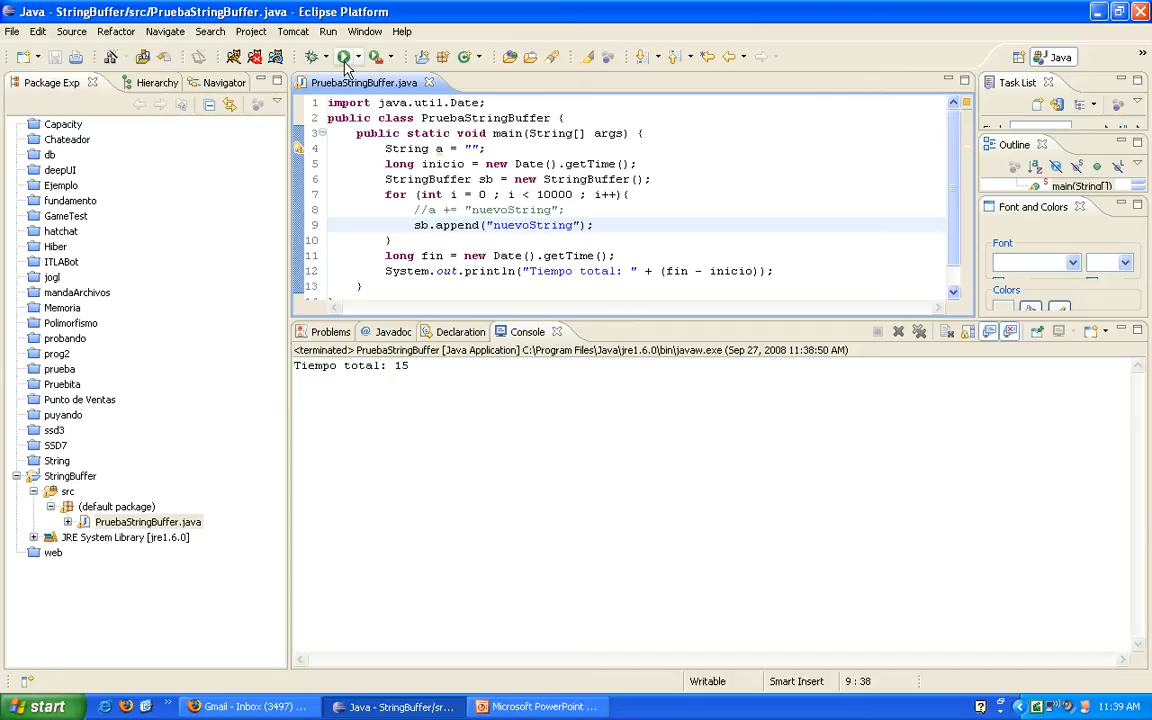 Java - StringBuffer/src/PruebaStringBuffer.java - Eclipse Platform
File Edit Source Refactor Navigate Search Project Tomcat Run Window Help
Java
Package Exp
Hierarchy
Navigator
Capacity
Chateador
db
deepUI
Ejemplo
fundamento
GameTest
hatchat
Hiber
ITLABot
jogl
mandaArchivos
Memoria
Polimorfismo
probando
prog2
prueba
Pruebita
Punto de Ventas
puyando
ssd3
SSD7
String
StringBuffer
src
(default package)
PruebaStringBuffer.java
JRE System Library [jre1.6.0]
web
PruebaStringBuffer.java
1 import java.util.Date;
2 public class PruebaStringBuffer {
3 public static void main(String[] args) {
4 String a = "";
5 long inicio = new Date().getTime();
6 StringBuffer sb = new StringBuffer();
7 for (int i = 0 ; i < 10000 ; i++){
8 //a += "nuevoString";
9 sb.append("nuevoString");
10 }
11 long fin = new Date().getTime();
12 System.out.println("Tiempo total: " + (fin - inicio));
13 }
Task List
Outline
main(String[])
Font and Colors
Font
Colors
Problems
Javadoc
Declaration
Console
<terminated> PruebaStringBuffer [Java Application] C:\Program Files\Java\jre1.6.0\bin\javaw.exe (Sep 27, 2008 11:38:50 AM)
Tiempo total: 15
Writable
Smart Insert
9 : 38
start
Gmail - Inbox (3497) ...
Java - StringBuffer/sr...
Microsoft PowerPoint ...
11:39 AM